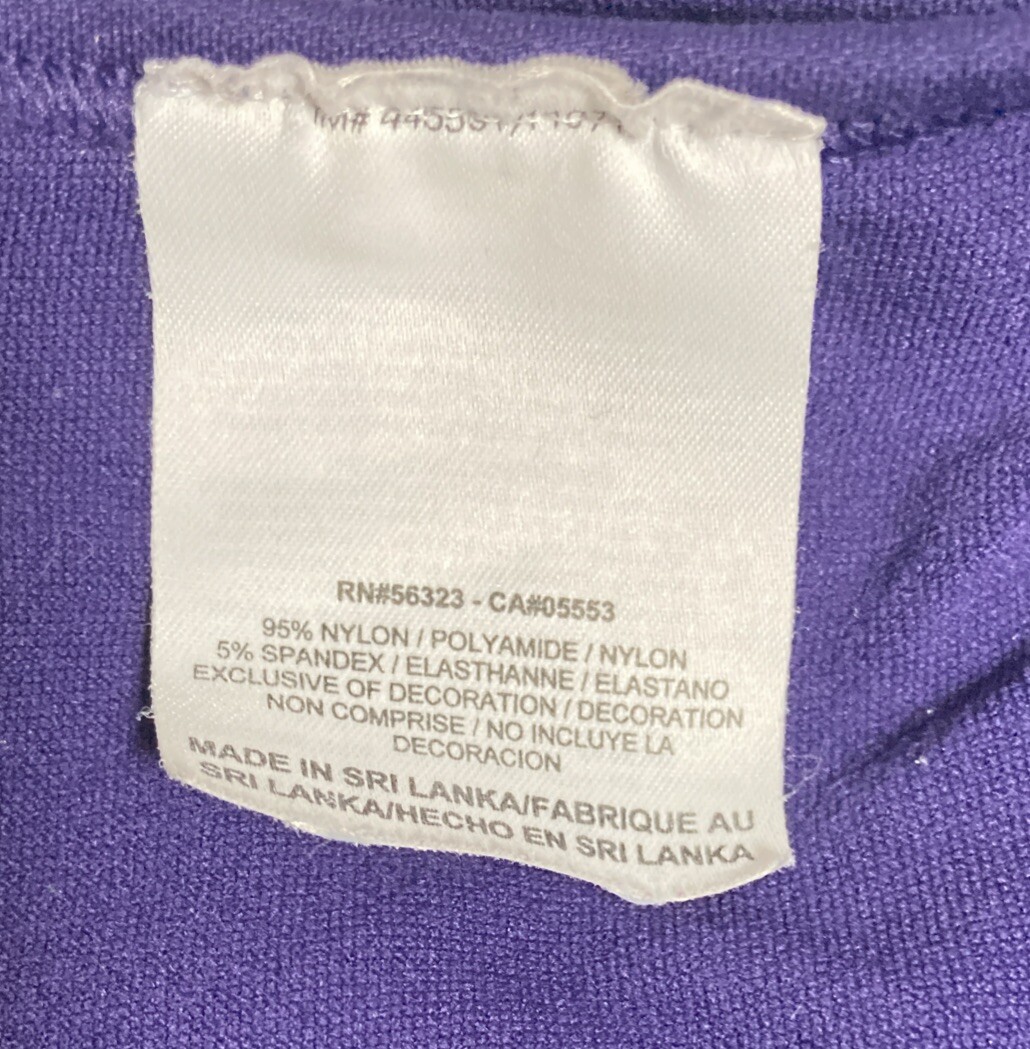 RN#56323 - CA#05553
95% NYLON / POLYAMIDE / NYLON
5% SPANDEX / ELASTHANNE / ELASTANO
EXCLUSIVE OF DECORATION / DECORATION
NON COMPRISE / NO INCLUYE LA
DECORACION
MADE IN SRI LANKA/FABRIQUE AU
SRI LANKA/HECHO EN SRI LANKA